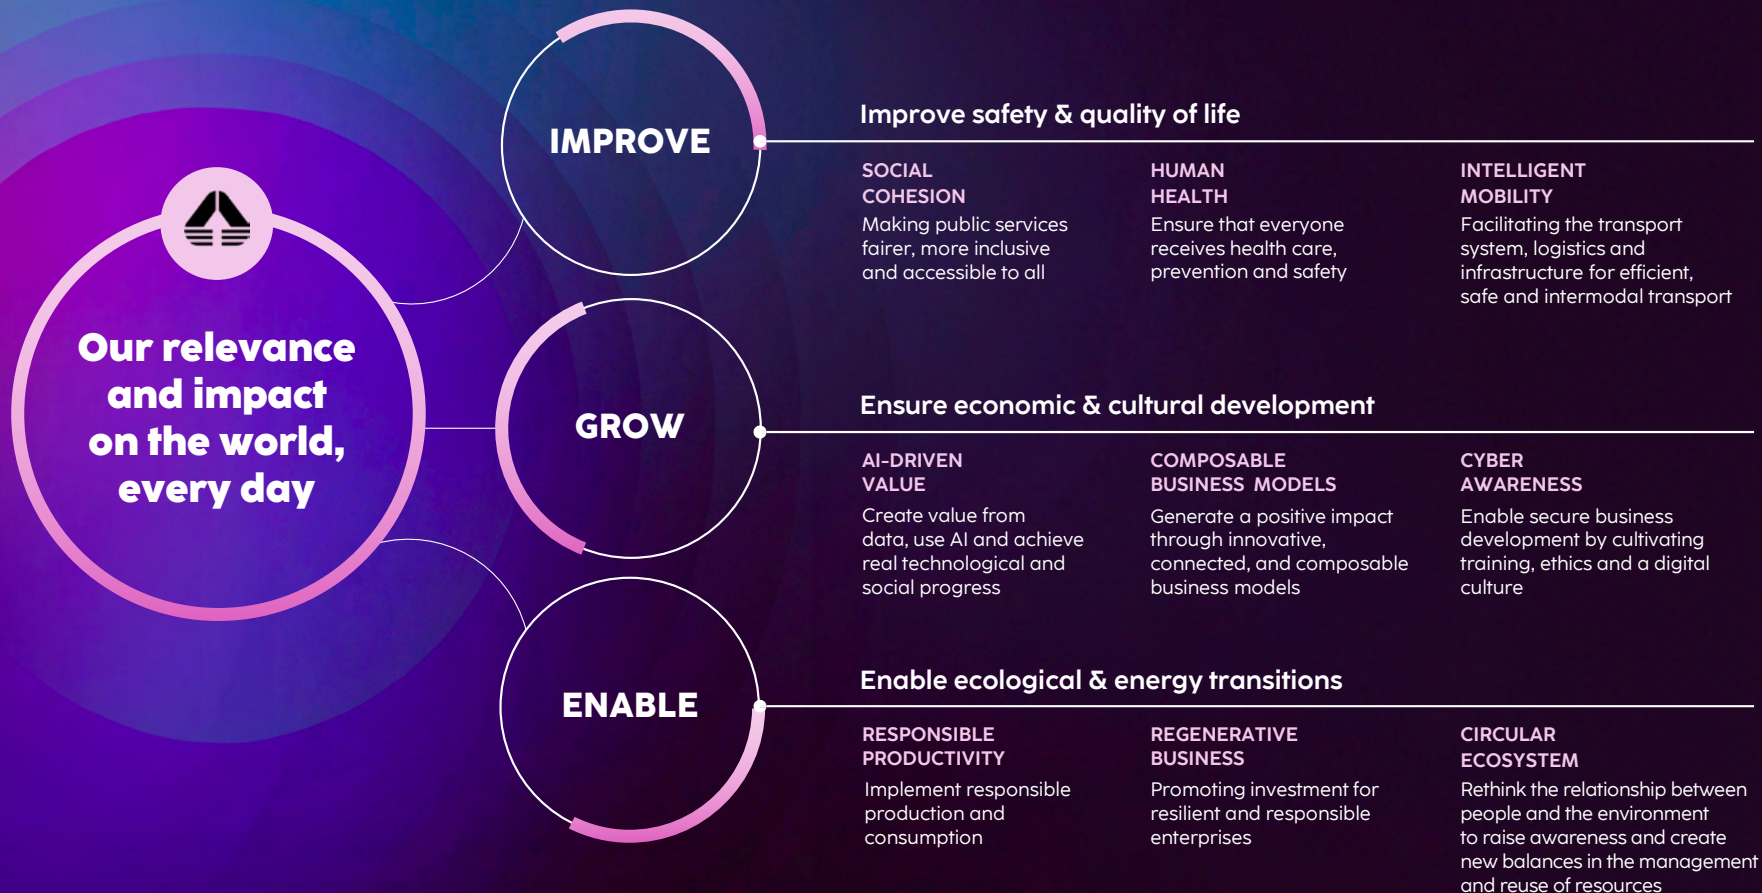 Our relevance
and impact
on the world,
every day
IMPROVE
Improve safety & quality of life
SOCIAL
COHESION
Making public services
fairer, more inclusive
and accessible to all
HUMAN
HEALTH
Ensure that everyone
receives health care,
prevention and safety
INTELLIGENT
MOBILITY
Facilitating the transport
system, logistics and
infrastructure for efficient,
safe and intermodal transport
GROW
Ensure economic & cultural development
AI-DRIVEN
VALUE
Create value from
data, use AI and achieve
real technological and
social progress
COMPOSABLE
BUSINESS MODELS
Generate a positive impact
through innovative,
connected, and composable
business models
CYBER
AWARENESS
Enable secure business
development by cultivating
training, ethics and a digital
culture
ENABLE
Enable ecological & energy transitions
RESPONSIBLE
PRODUCTIVITY
Implement responsible
production and
consumption
REGENERATIVE
BUSINESS
Promoting investment for
resilient and responsible
enterprises
CIRCULAR
ECOSYSTEM
Rethink the relationship between
people and the environment
to raise awareness and create
new balances in the management
and reuse of resources